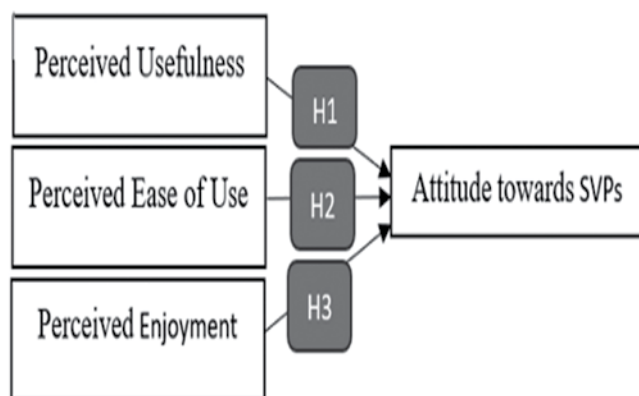 Perceived Usefulness
H1
Perceived Ease of Use
H2
Attitude towards SVPs
Perceived Enjoyment
H3